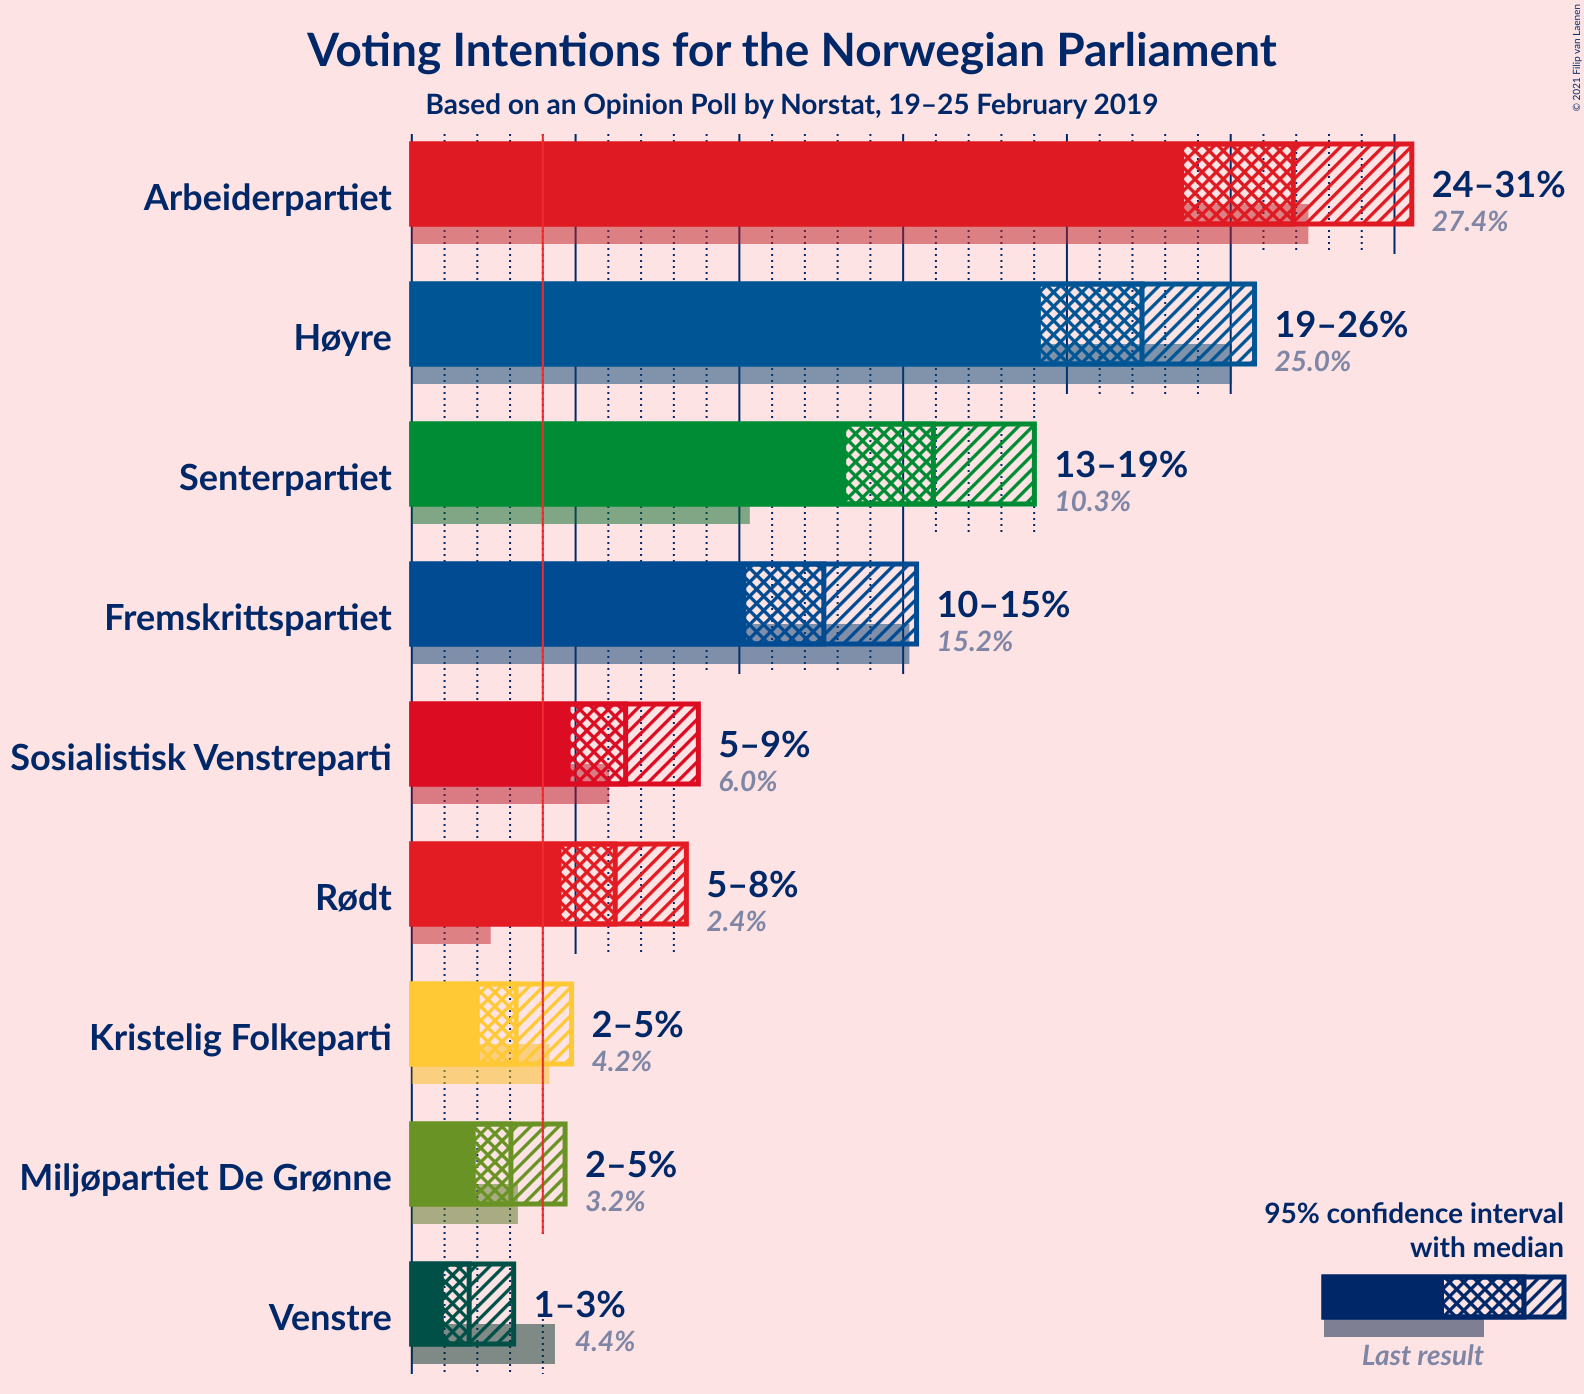 Voting Intentions for the Norwegian Parliament
Based on an Opinion Poll by Norstat, 19–25 February 2019
© 2021 Filip van Laenen
Arbeiderpartiet
24–31%
27.4%
Høyre
19–26%
25.0%
Senterpartiet
13–19%
10.3%
Fremskrittspartiet
10–15%
15.2%
Sosialistisk Venstreparti
5–9%
6.0%
Rødt
5–8%
2.4%
Kristelig Folkeparti
2–5%
4.2%
Miljøpartiet De Grønne
2–5%
3.2%
Venstre
1–3%
4.4%
95% confidence interval
with median
Last result